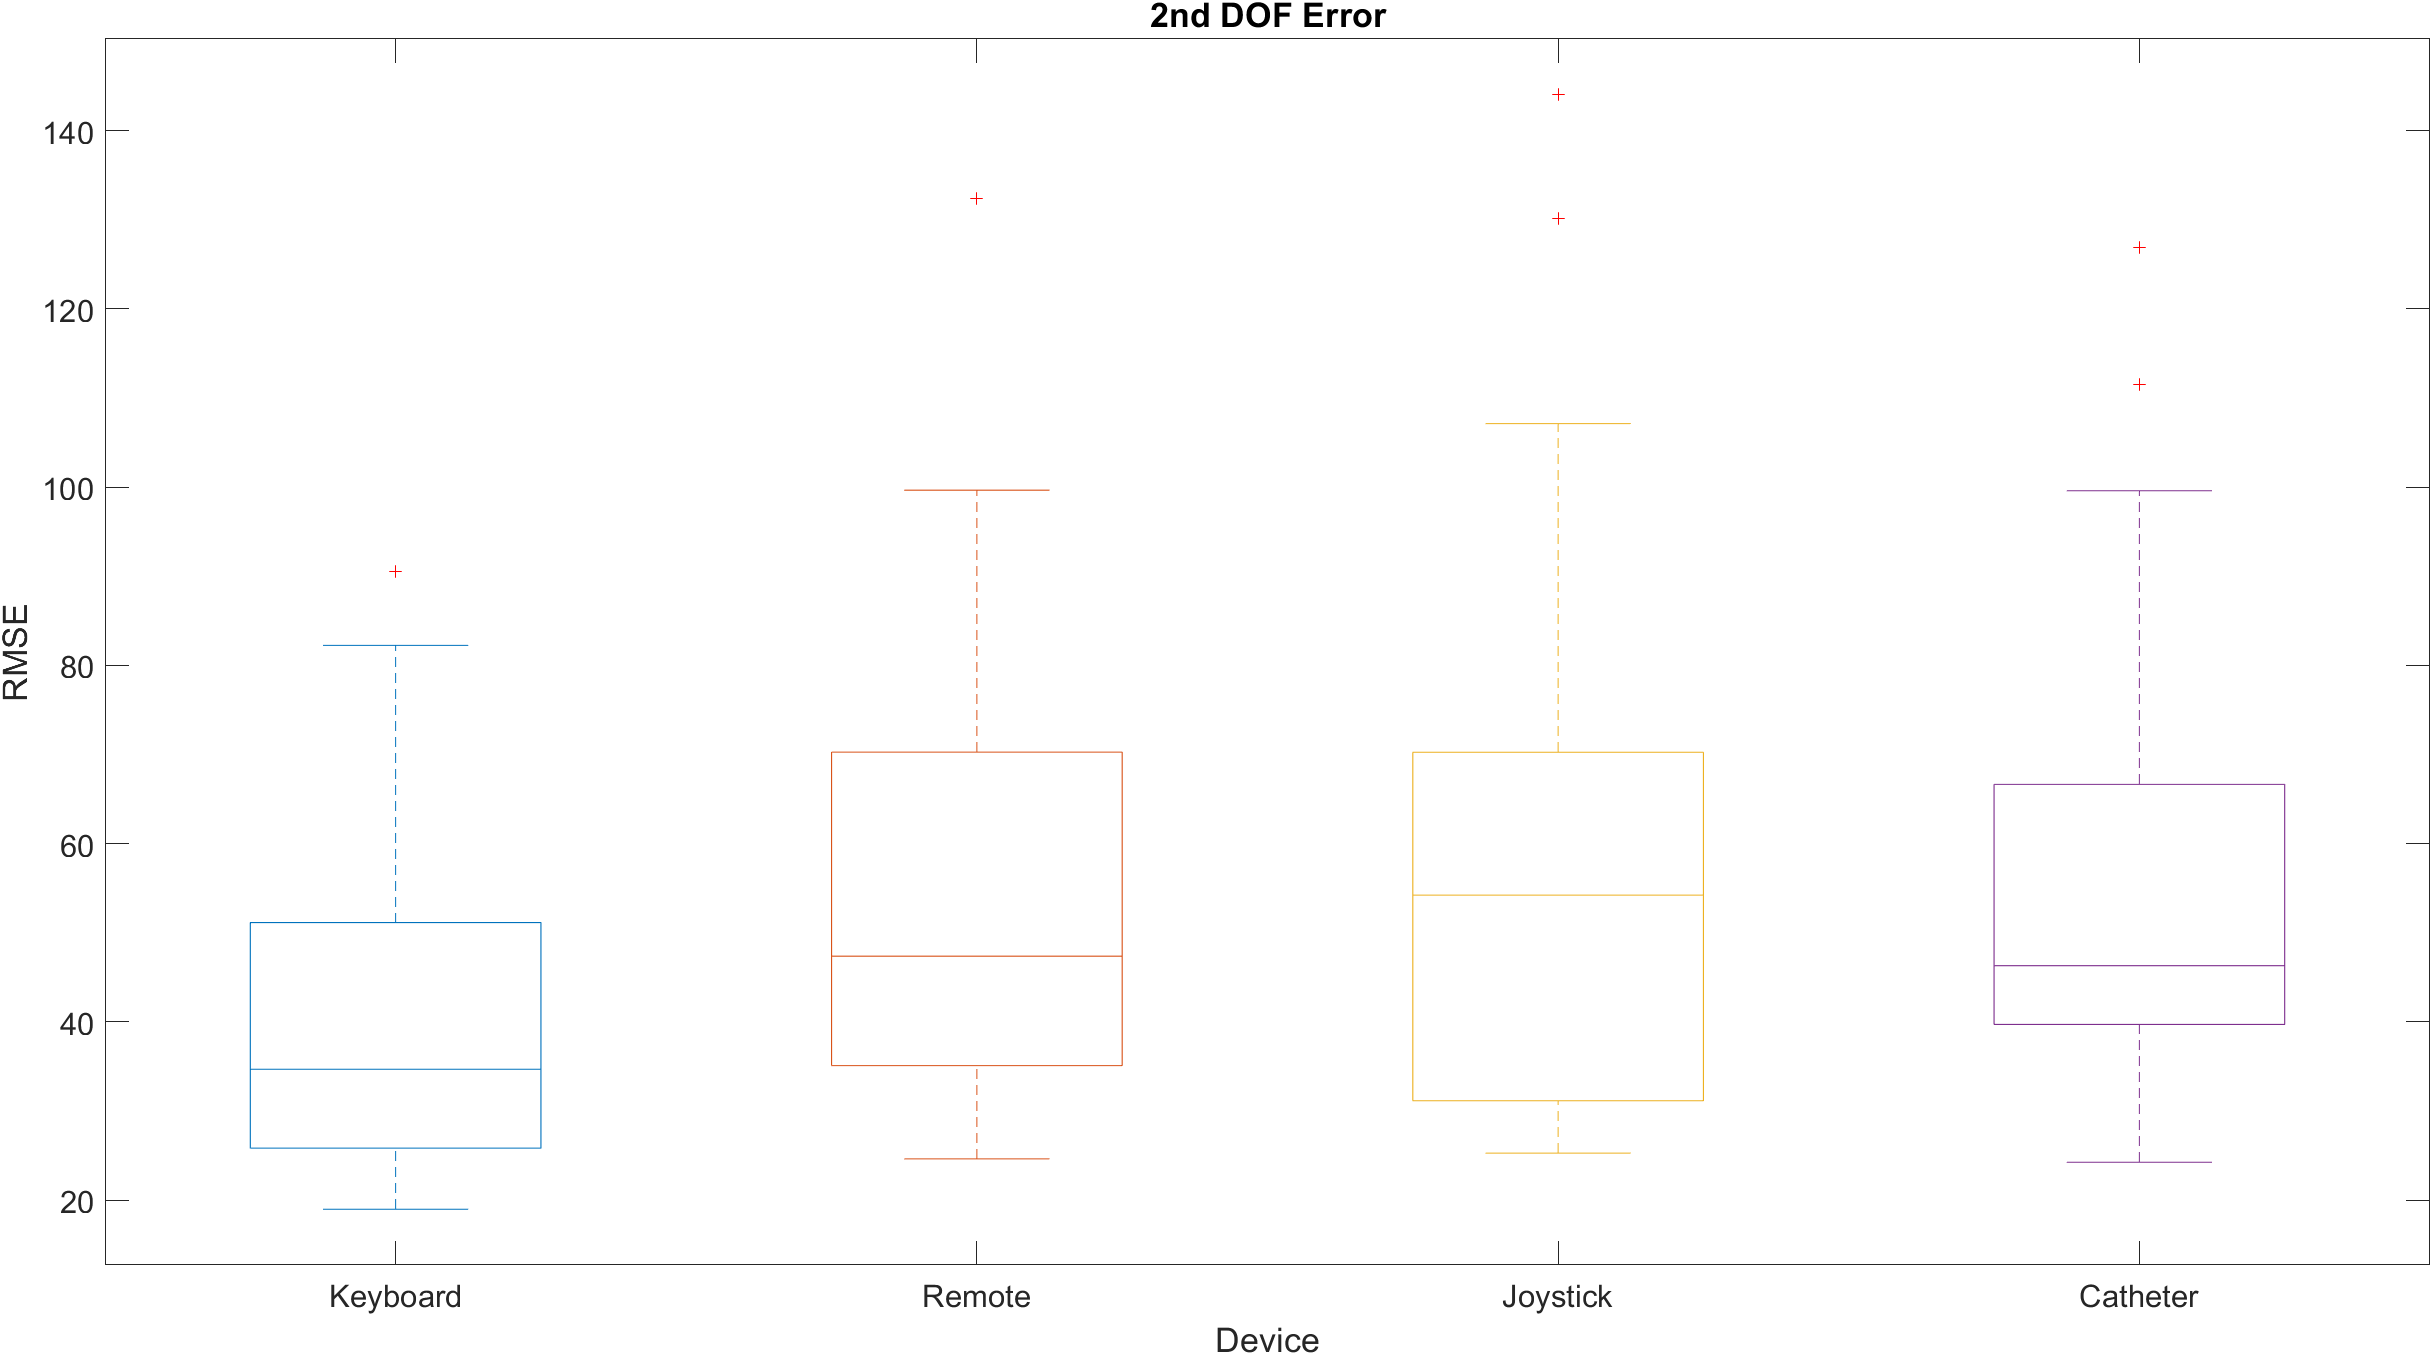 2nd DOF Error
140
120
100
80
60
40
20
RMSE
Keyboard
Remote
Joystick
Catheter
Device